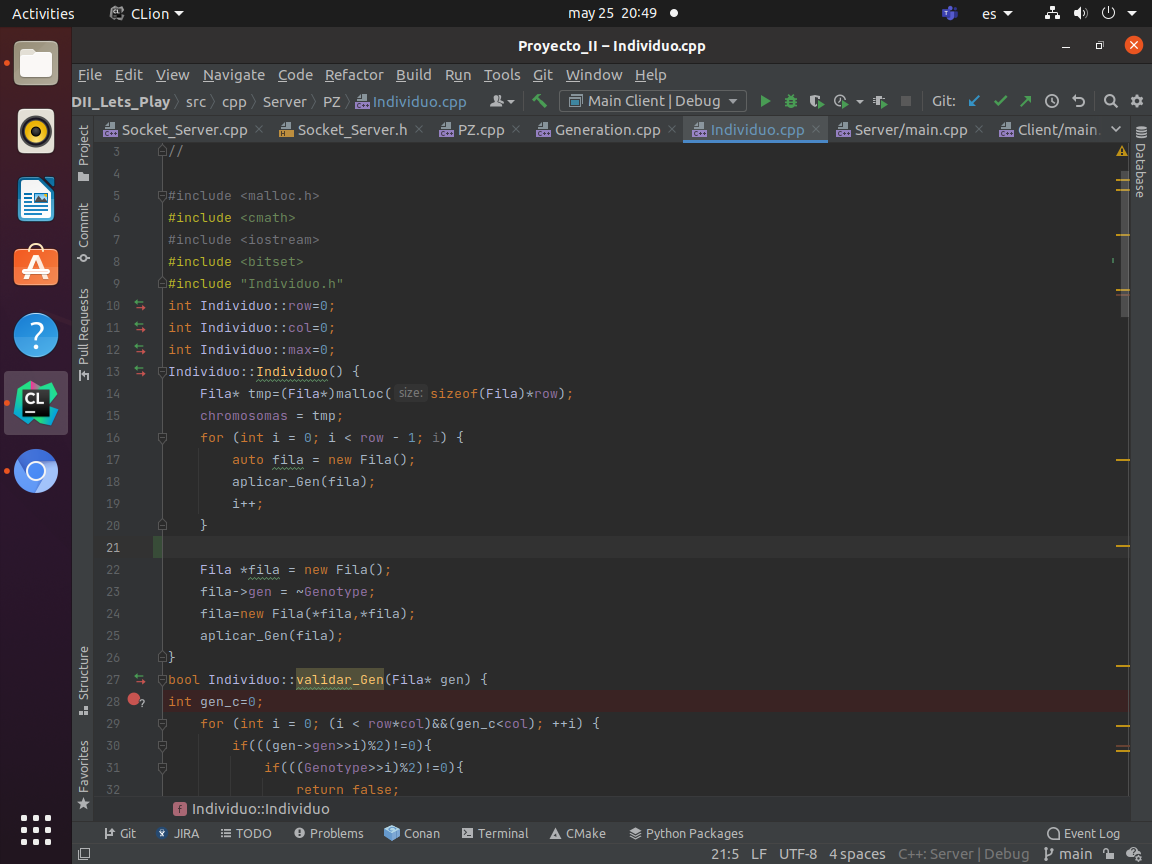 Activities
CLion
may 25 20:49
es
Proyecto_II – Individuo.cpp
File Edit View Navigate Code Refactor Build Run Tools Git Window Help
DII_Lets_Play src cpp Server PZ Individuo.cpp
Main Client | Debug
Git:
Socket_Server.cpp Socket_Server.h PZ.cpp Generation.cpp Individuo.cpp Server/main.cpp Client/main.
Project
Commit
Pull Requests
Structure
Favorites
Database
3 //
4
5 #include <malloc.h>
6 #include <cmath>
7 #include <iostream>
8 #include <bitset>
9 #include "Individuo.h"
10 int Individuo::row=0;
11 int Individuo::col=0;
12 int Individuo::max=0;
13 Individuo::Individuo() {
14 Fila* tmp=(Fila*)malloc( size: sizeof(Fila)*row);
15 chromosomas = tmp;
16 for (int i = 0; i < row - 1; i) {
17 auto fila = new Fila();
18 aplicar_Gen(fila);
19 i++;
20 }
21
22 Fila *fila = new Fila();
23 fila->gen = ~Genotype;
24 fila=new Fila(*fila,*fila);
25 aplicar_Gen(fila);
26 }
27 bool Individuo::validar_Gen(Fila* gen) {
28 int gen_c=0;
29 for (int i = 0; (i < row*col)&&(gen_c<col); ++i) {
30 if(((gen->gen>>i)%2)!=0){
31 if(((Genotype>>i)%2)!=0){
32 return false;
f Individuo::Individuo
Git JIRA TODO Problems Conan Terminal CMake Python Packages Event Log
21:5 LF UTF-8 4 spaces C++: Server | Debug main